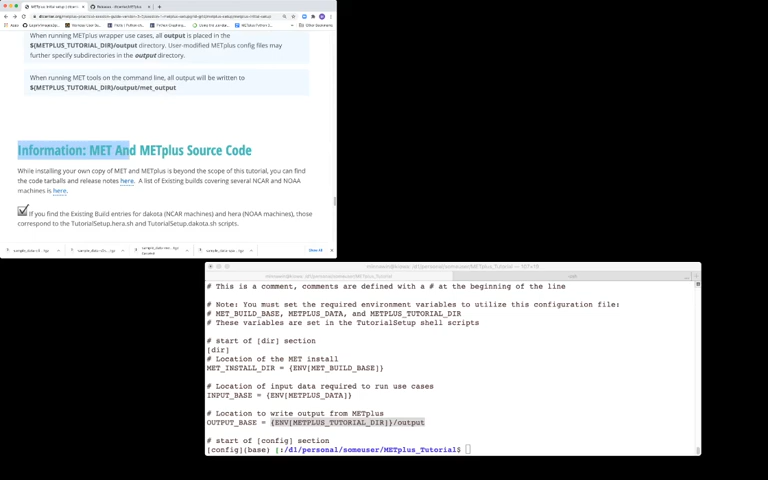 When running METplus wrapper use cases, all output is placed in the
${METPLUS_TUTORIAL_DIR}/output directory. User-modified METplus config files may
further specify subdirectories in the output directory.
When running MET tools on the command line, all output will be written to
${METPLUS_TUTORIAL_DIR}/output/met_output
Information: MET And METplus Source Code
While installing your own copy of MET and METplus is beyond the scope of this tutorial, you can find
the code tarballs and release notes here. A list of Existing builds covering several NCAR and NOAA
machines is here.
If you find the Existing Build entries for dakota (NCAR machines) and hera (NOAA machines), those
correspond to the TutorialSetup.hera.sh and TutorialSetup.dakota.sh scripts.
Show All
# This is a comment, comments are defined with a # at the beginning of the line
# Note: You must set the required environment variables to utilize this configuration file:
# MET_BUILD_BASE, METPLUS_DATA, and METPLUS_TUTORIAL_DIR
# These variables are set in the TutorialSetup shell scripts
# start of [dir] section
[dir]
# Location of the MET install
MET_INSTALL_DIR = {ENV[MET_BUILD_BASE]}
# Location of input data required to run use cases
INPUT_BASE = {ENV[METPLUS_DATA]}
# Location to write output from METplus
OUTPUT_BASE = {ENV[METPLUS_TUTORIAL_DIR]}/output
# start of [config] section
[config](base) [:/d1/personal/someuser/METplus_Tutorial$